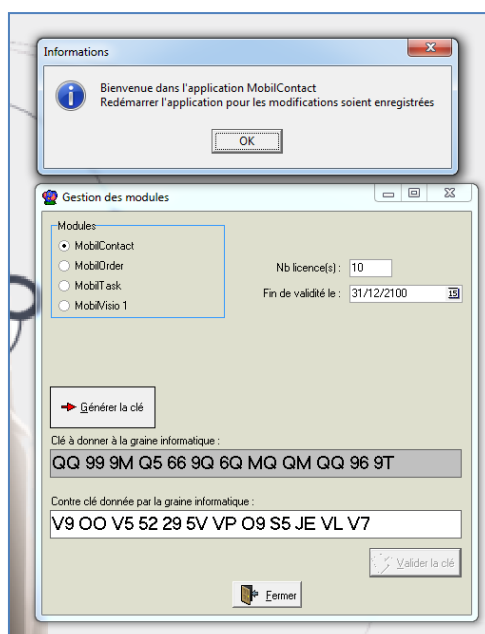 Informations
Bienvenue dans l'application MobilContact
Redémarrer l'application pour les modifications soient enregistrées
OK
Gestion des modules
Modules
MobilContact
MobilOrder
MobilTask
MobilVisio 1
Nb licence(s) : 10
Fin de validité le : 31/12/2100 15
Générer la clé
Clé à donner à la graine informatique :
QQ 99 9M Q5 66 9Q 6Q MQ QM QQ 96 9T
Contre clé donnée par la graine informatique :
V9 OO V5 52 29 5V VP O9 S5 JE VL V7
Valider la clé
Fermer